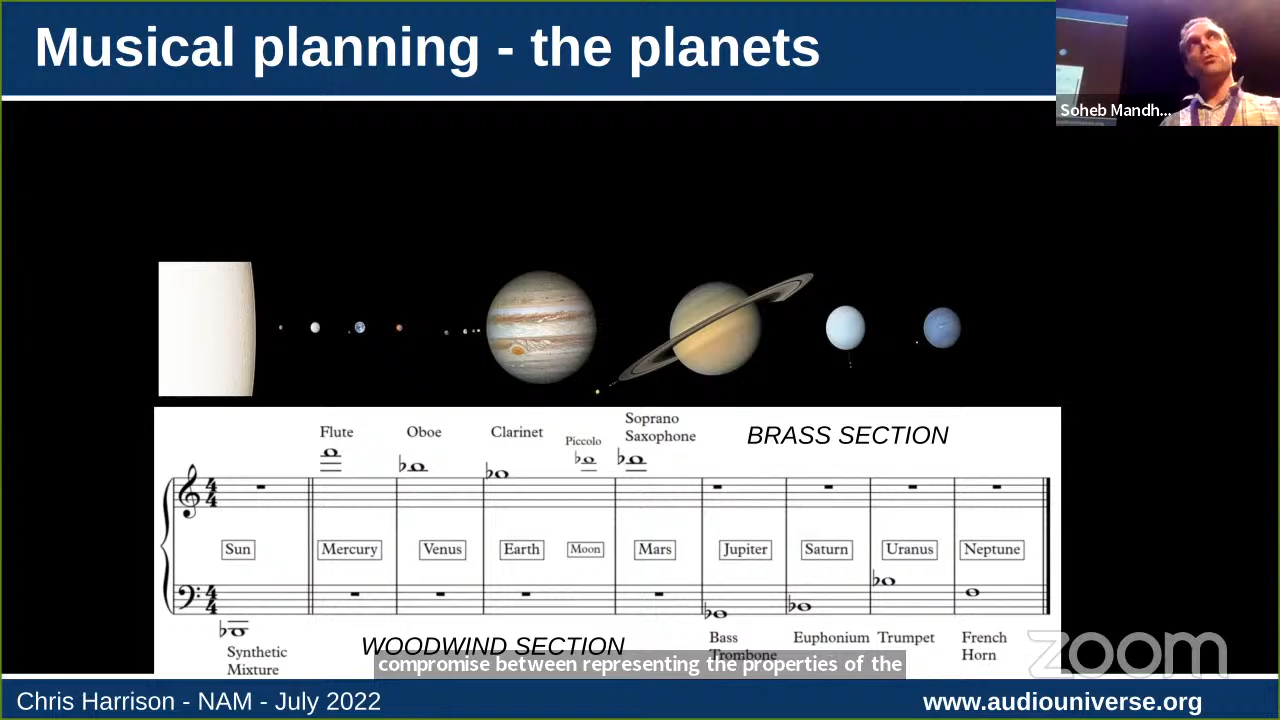 Musical planning - the planets
Soheb Mandh...
Flute
Oboe
Clarinet
Piccolo
Soprano
Saxophone
BRASS SECTION
Sun
Mercury
Venus
Earth
Moon
Mars
Jupiter
Saturn
Uranus
Neptune
Synthetic
Mixture
WOODWIND SECTION
Bass
Trombone
Euphonium
Trumpet
French
Horn
compromise between representing the properties of the
zoom
Chris Harrison - NAM - July 2022
www.audiouniverse.org